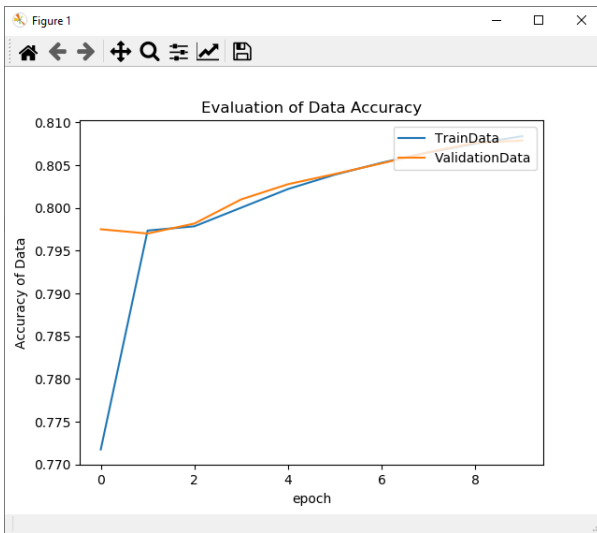 Figure 1
Evaluation of Data Accuracy
TrainData
ValidationData
Accuracy of Data
0.810
0.805
0.800
0.795
0.790
0.785
0.780
0.775
0.770
0 2 4 6 8
epoch